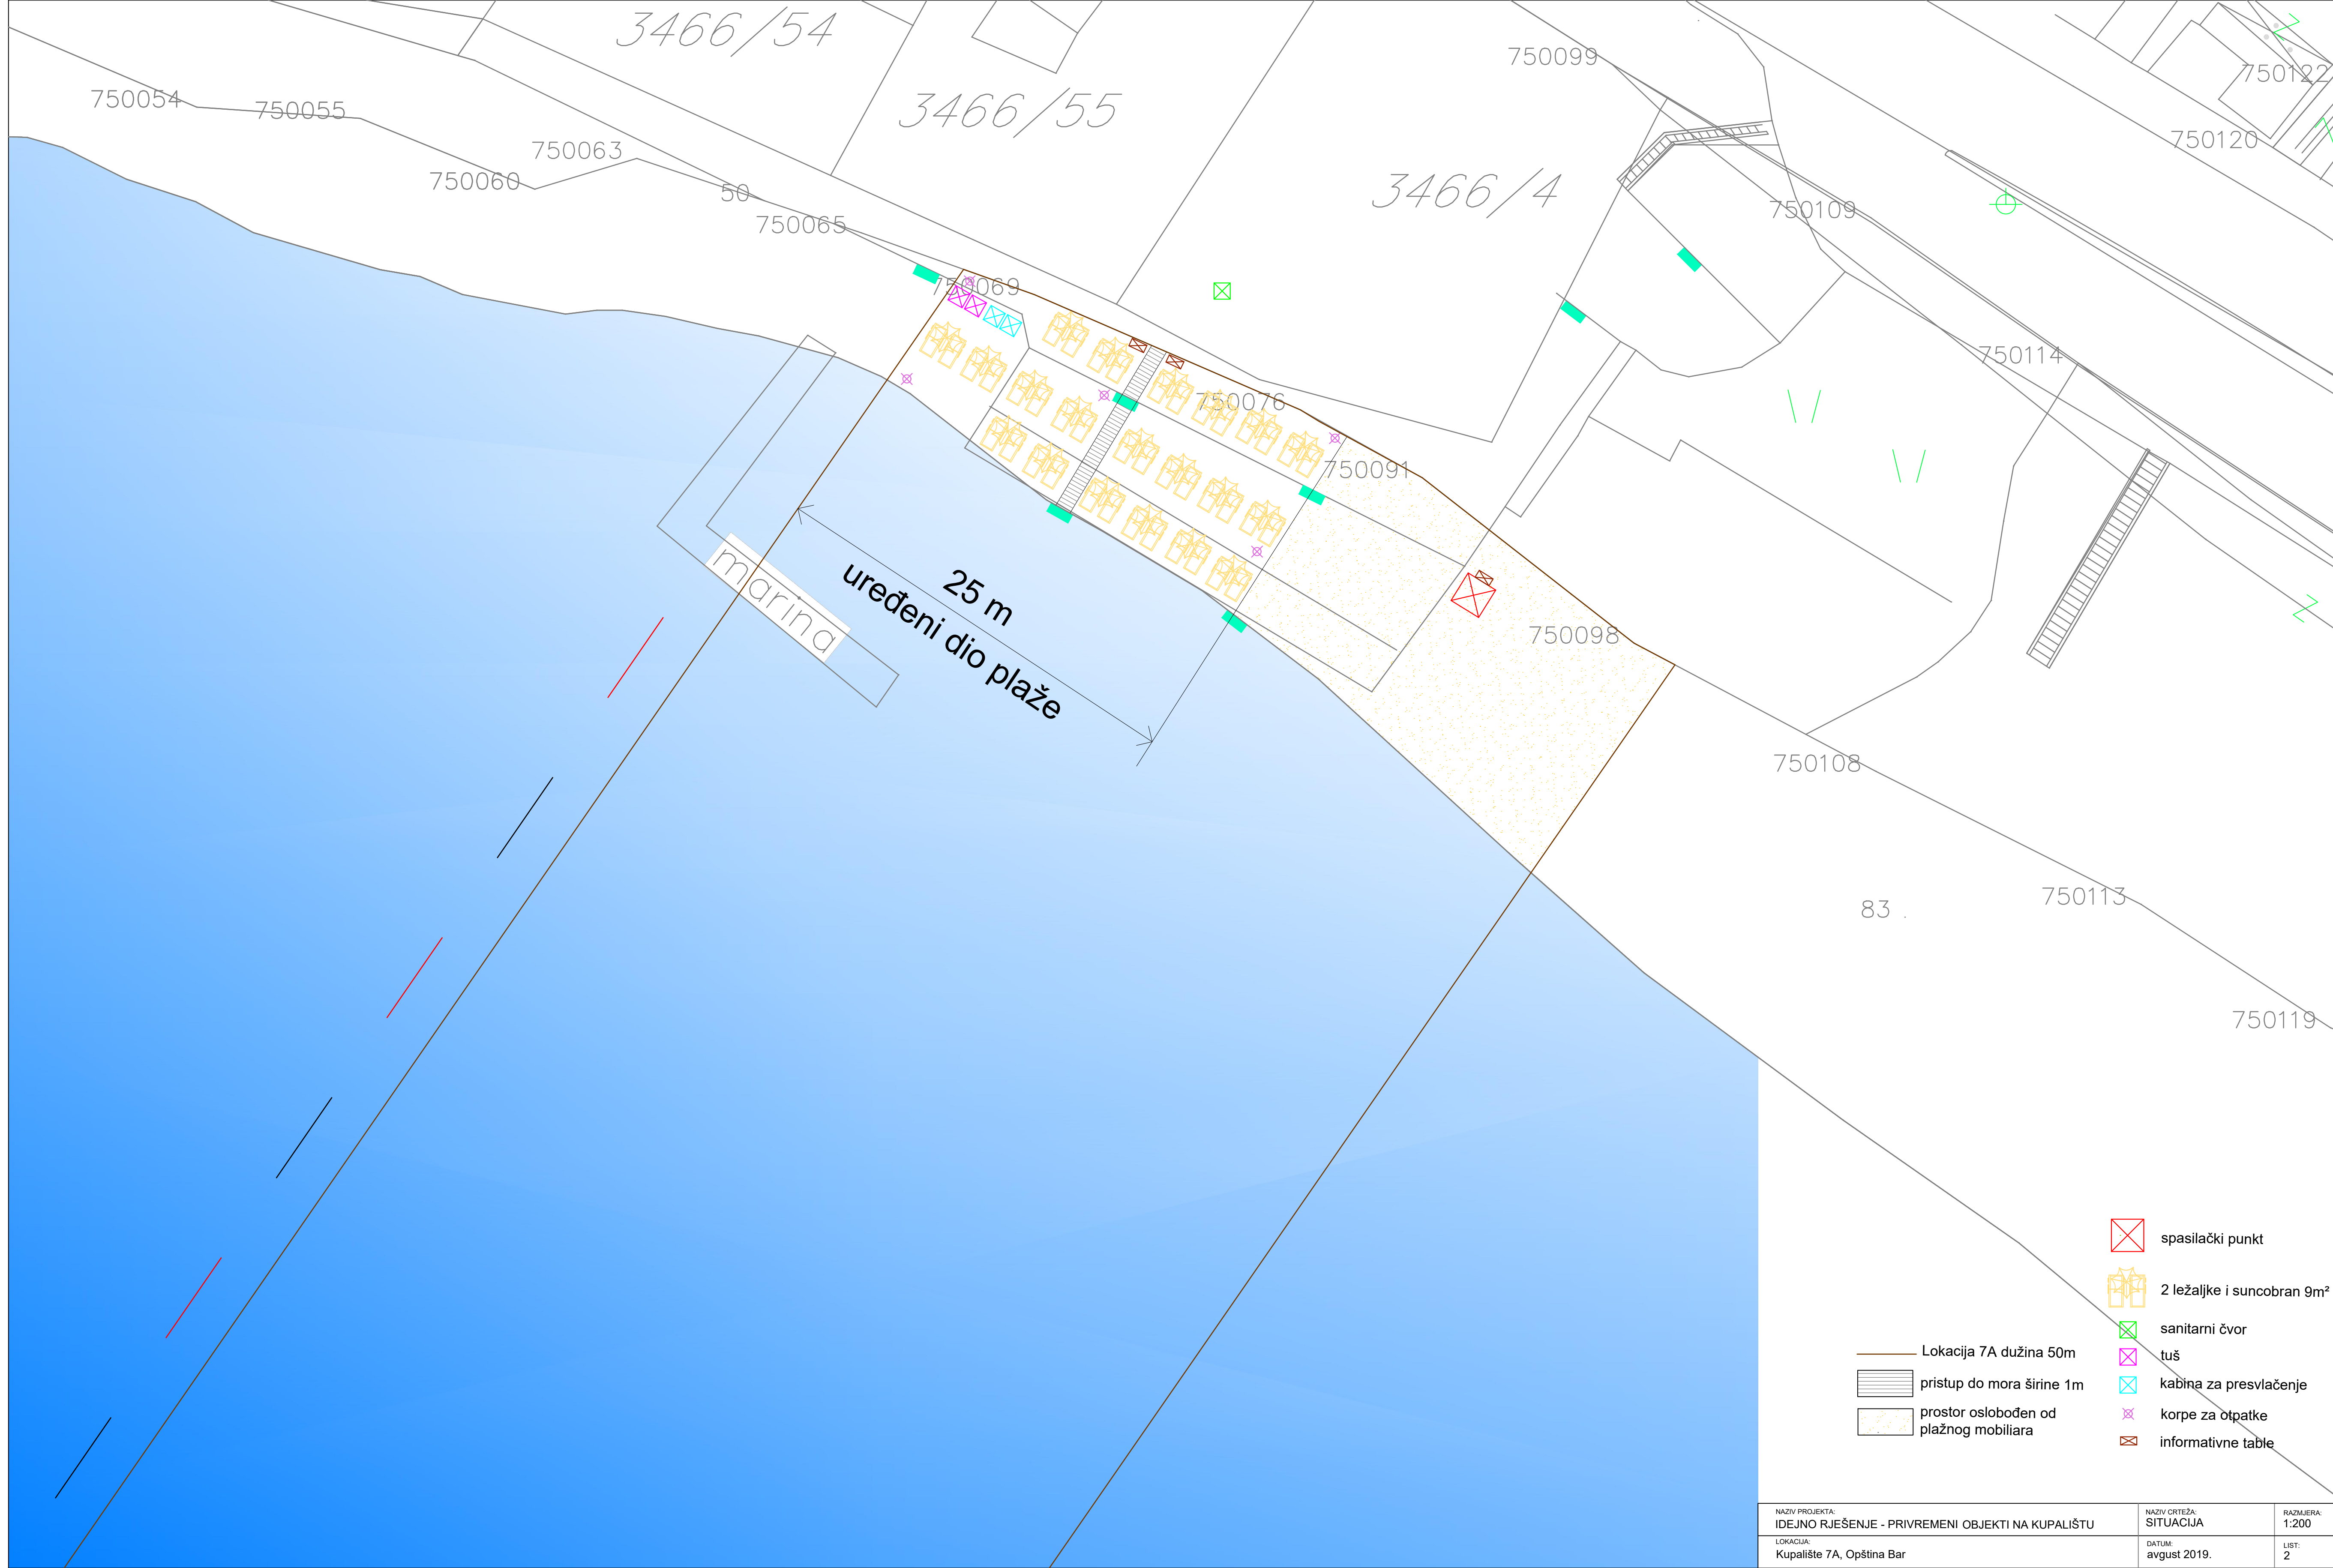 3466/54
3466/55
3466/4
750099
750122
750120
750054
750055
750063
750060
50
750065
750109
750069
750114
750076
750091
marina
25 m
uređeni dio plaže
750098
750108
83
750113
750119
spasilački punkt
2 ležaljke i suncobran 9m²
sanitarni čvor
tuš
kabina za presvlačenje
korpe za otpatke
informativne table
Lokacija 7A dužina 50m
pristup do mora širine 1m
prostor oslobođen od
plažnog mobiliara
NAZIV PROJEKTA:
IDEJNO RJEŠENJE - PRIVREMENI OBJEKTI NA KUPALIŠTU
NAZIV CRTEŽA:
SITUACIJA
RAZMJERA:
1:200
LOKACIJA:
Kupalište 7A, Opština Bar
DATUM:
avgust 2019.
LIST:
2